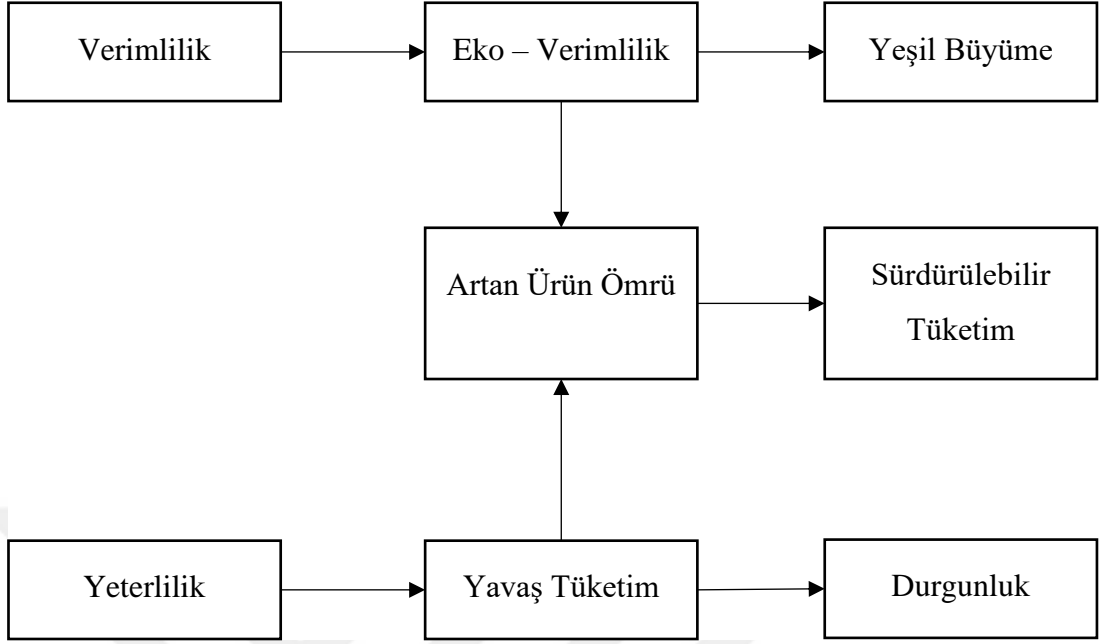 Verimlilik
Eko – Verimlilik
Yeşil Büyüme
Artan Ürün Ömrü
Sürdürülebilir
Tüketim
Yeterlilik
Yavaş Tüketim
Durgunluk